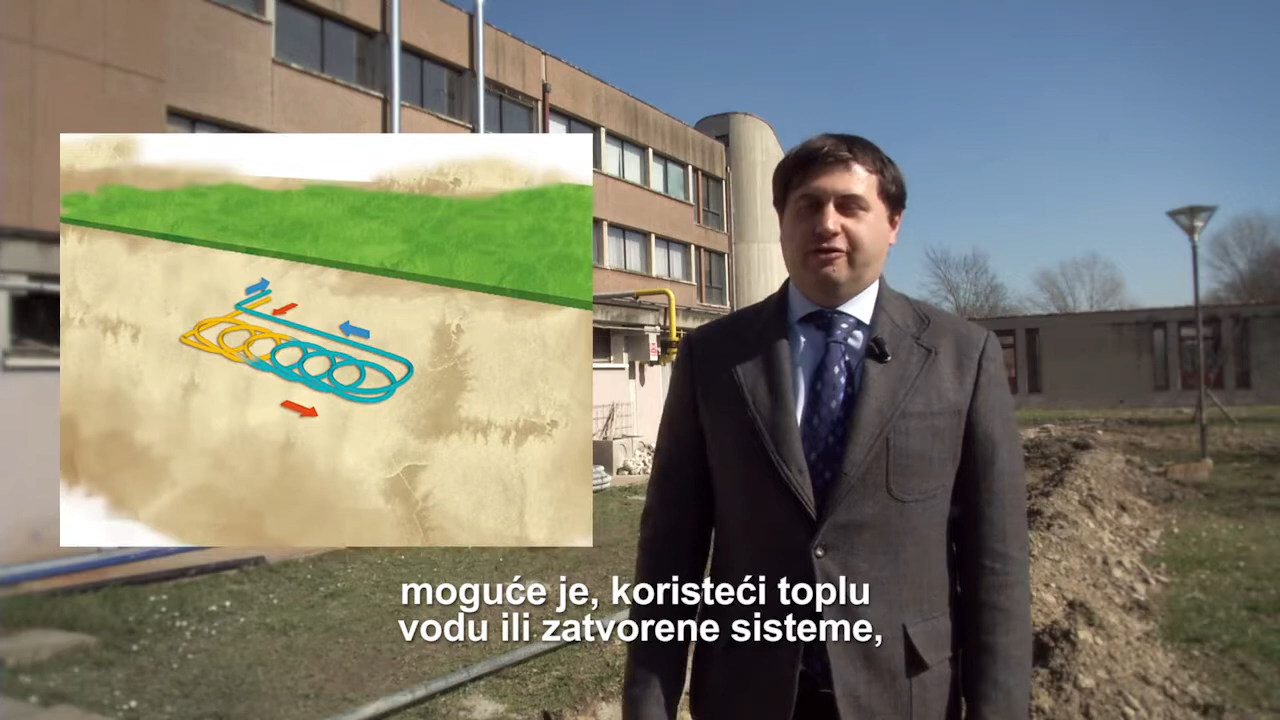 moguće je, koristeći toplu
vodu ili zatvorene sisteme,